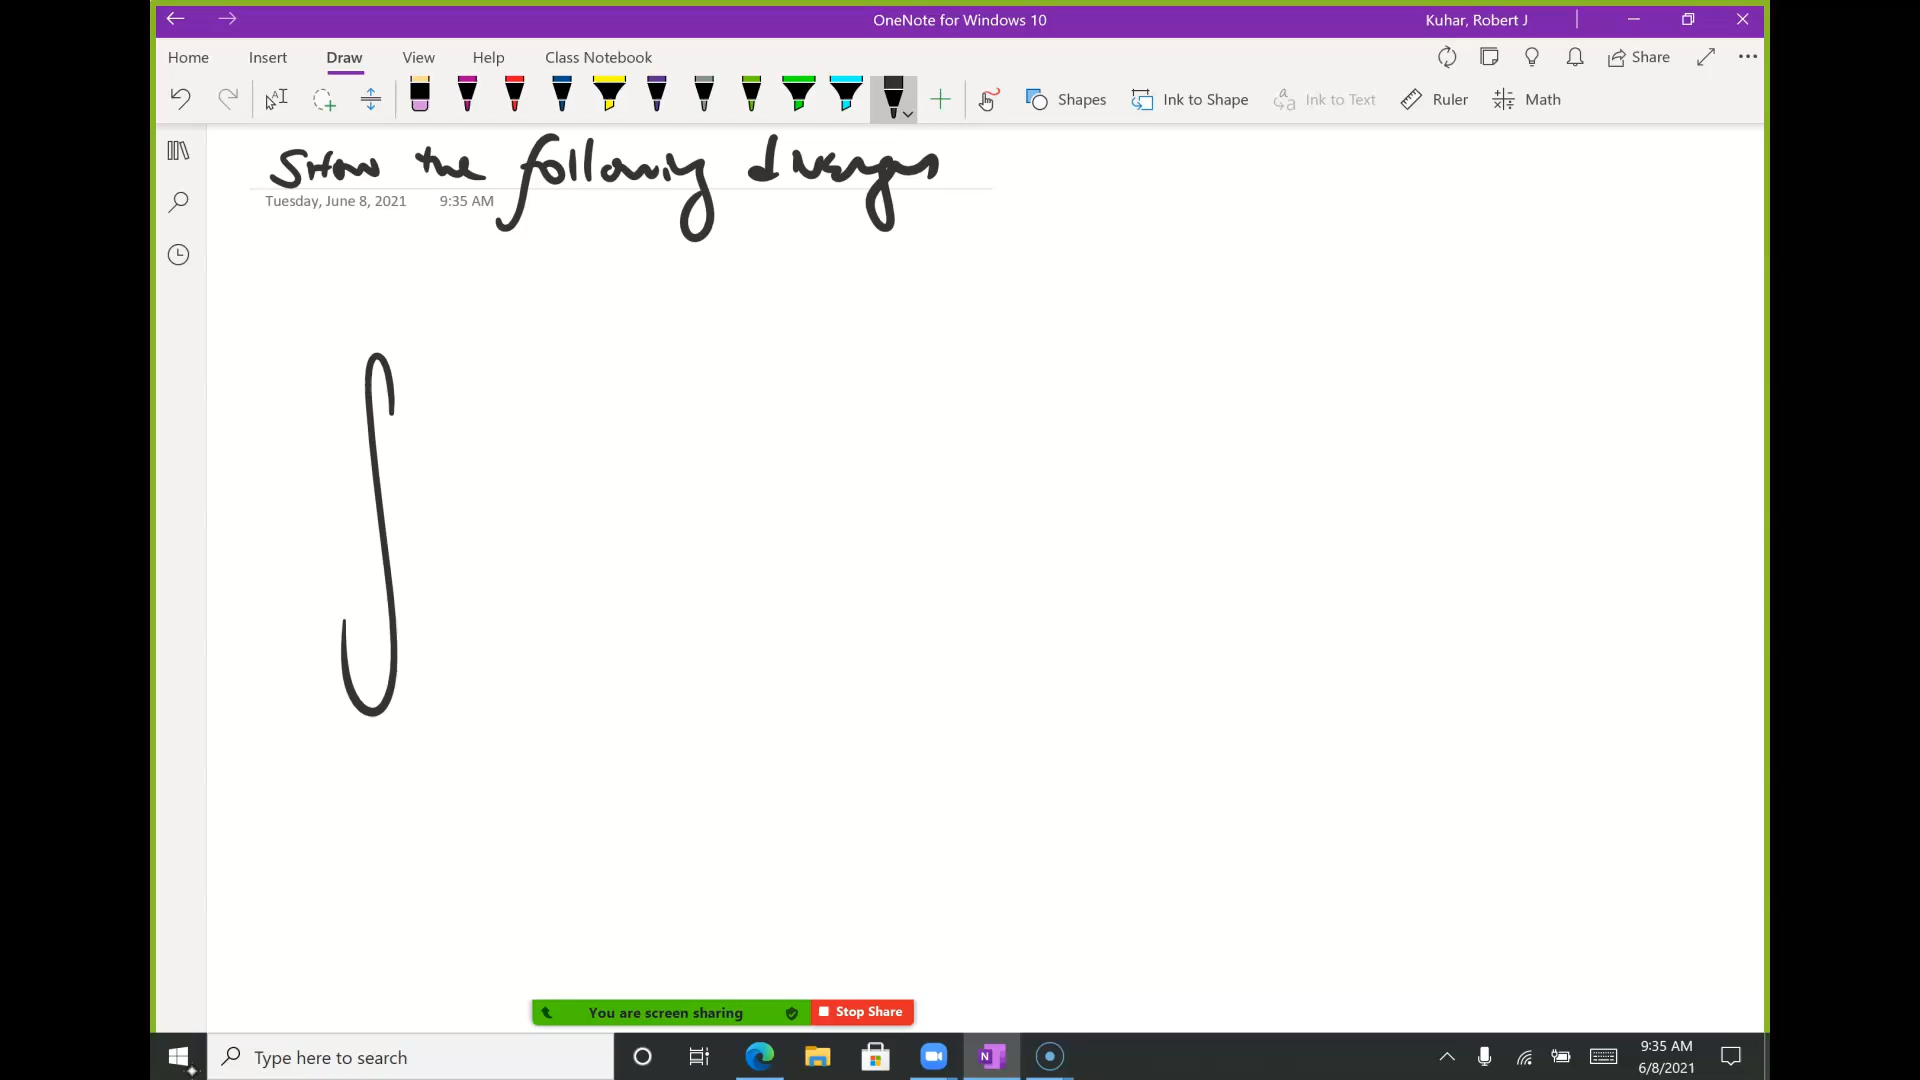 OneNote for Windows 10 Kuhar, Robert J
Home Insert Draw View Help Class Notebook Share
Shapes Ink to Shape Ink to Text Ruler Math
Show the following diverges
Tuesday, June 8, 2021 9:35 AM
∫
You are screen sharing Stop Share
Type here to search
9:35 AM
6/8/2021